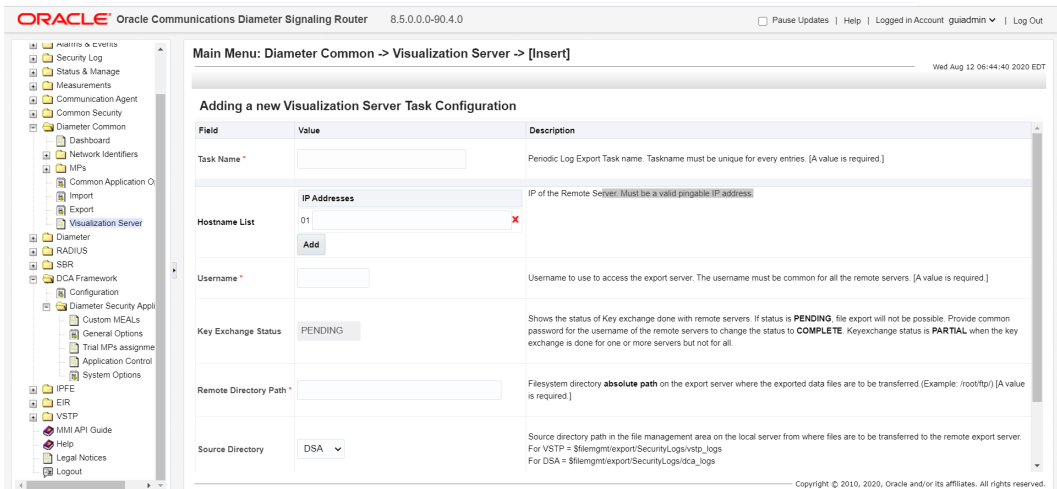 ORACLE® Oracle Communications Diameter Signaling Router 8.5.0.0.0-90.4.0
Pause Updates | Help | Logged in Account guiadmin | Log Out
Alarms & Events
Security Log
Status & Manage
Measurements
Communication Agent
Common Security
Diameter Common
Dashboard
Network Identifiers
MPs
Common Application O
Import
Export
Visualization Server
Diameter
RADIUS
SBR
DCA Framework
Configuration
Diameter Security Appli
Custom MEALs
General Options
Trial MPs assignme
Application Control
System Options
IPFE
EIR
VSTP
MMI API Guide
Help
Legal Notices
Logout
Main Menu: Diameter Common -> Visualization Server -> [Insert]
Wed Aug 12 06:44:40 2020 EDT
Adding a new Visualization Server Task Configuration
Field Value Description
Task Name * Periodic Log Export Task name. Taskname must be unique for every entries. [A value is required.]
IP Addresses
IP of the Remote Server. Must be a valid pingable IP address.
Hostname List 01
Add
Username * Username to use to access the export server. The username must be common for all the remote servers. [A value is required.]
Key Exchange Status PENDING
Shows the status of Key exchange done with remote servers. If status is PENDING, file export will not be possible. Provide common
password for the username of the remote servers to change the status to COMPLETE. Keyexchange status is PARTIAL when the key
exchange is done for one or more servers but not for all.
Remote Directory Path *
Filesystem directory absolute path on the export server where the exported data files are to be transferred.(Example: /root/ftp/) [A value
is required.]
Source Directory DSA
Source directory path in the file management area on the local server from where files are to be transferred to the remote export server.
For VSTP = $filemgmt/export/SecurityLogs/vstp_logs
For DSA = $filemgmt/export/SecurityLogs/dca_logs
Copyright © 2010, 2020, Oracle and/or its affiliates. All rights reserved.